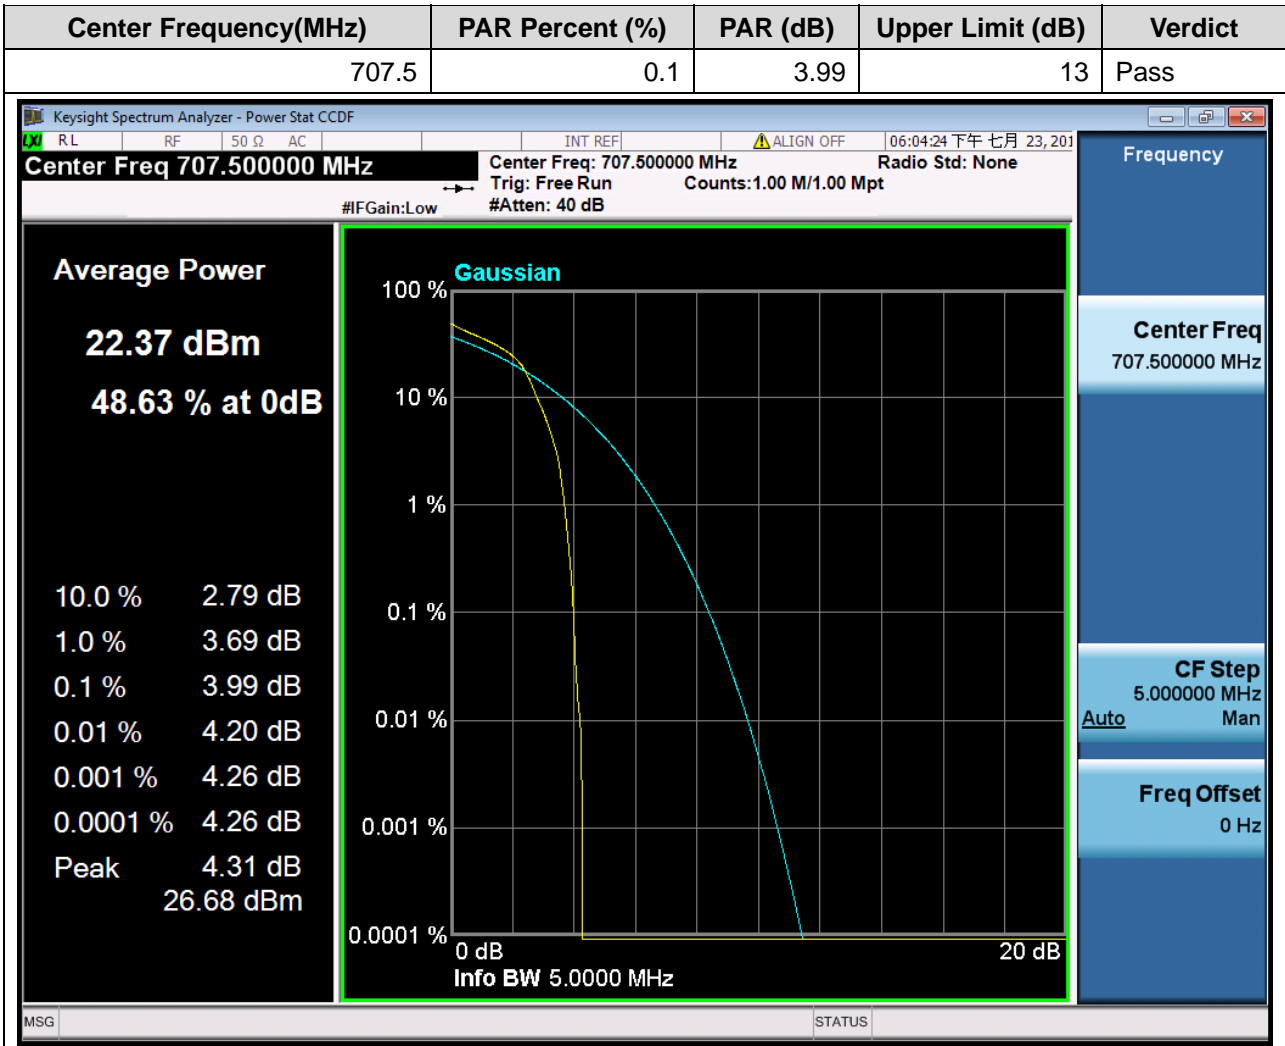 Center Frequency(MHz) PAR Percent (%) PAR (dB) Upper Limit (dB) Verdict
707.5 0.1 3.99 13 Pass
Keysight Spectrum Analyzer - Power Stat CCDF
LXI RL RF 50 Ω AC INT REF ALIGN OFF 06:04:24 下午 七月 23, 201
Center Freq 707.500000 MHz
#IFGain:Low
Center Freq: 707.500000 MHz Radio Std: None
Trig: Free Run Counts:1.00 M/1.00 Mpt
#Atten: 40 dB
Average Power
22.37 dBm
48.63 % at 0dB
10.0 % 2.79 dB
1.0 % 3.69 dB
0.1 % 3.99 dB
0.01 % 4.20 dB
0.001 % 4.26 dB
0.0001 % 4.26 dB
Peak 4.31 dB
26.68 dBm
Gaussian
100 %
10 %
1 %
0.1 %
0.01 %
0.001 %
0.0001 %
0 dB 20 dB
Info BW 5.0000 MHz
Frequency
Center Freq
707.500000 MHz
CF Step
5.000000 MHz
Auto Man
Freq Offset
0 Hz
MSG STATUS